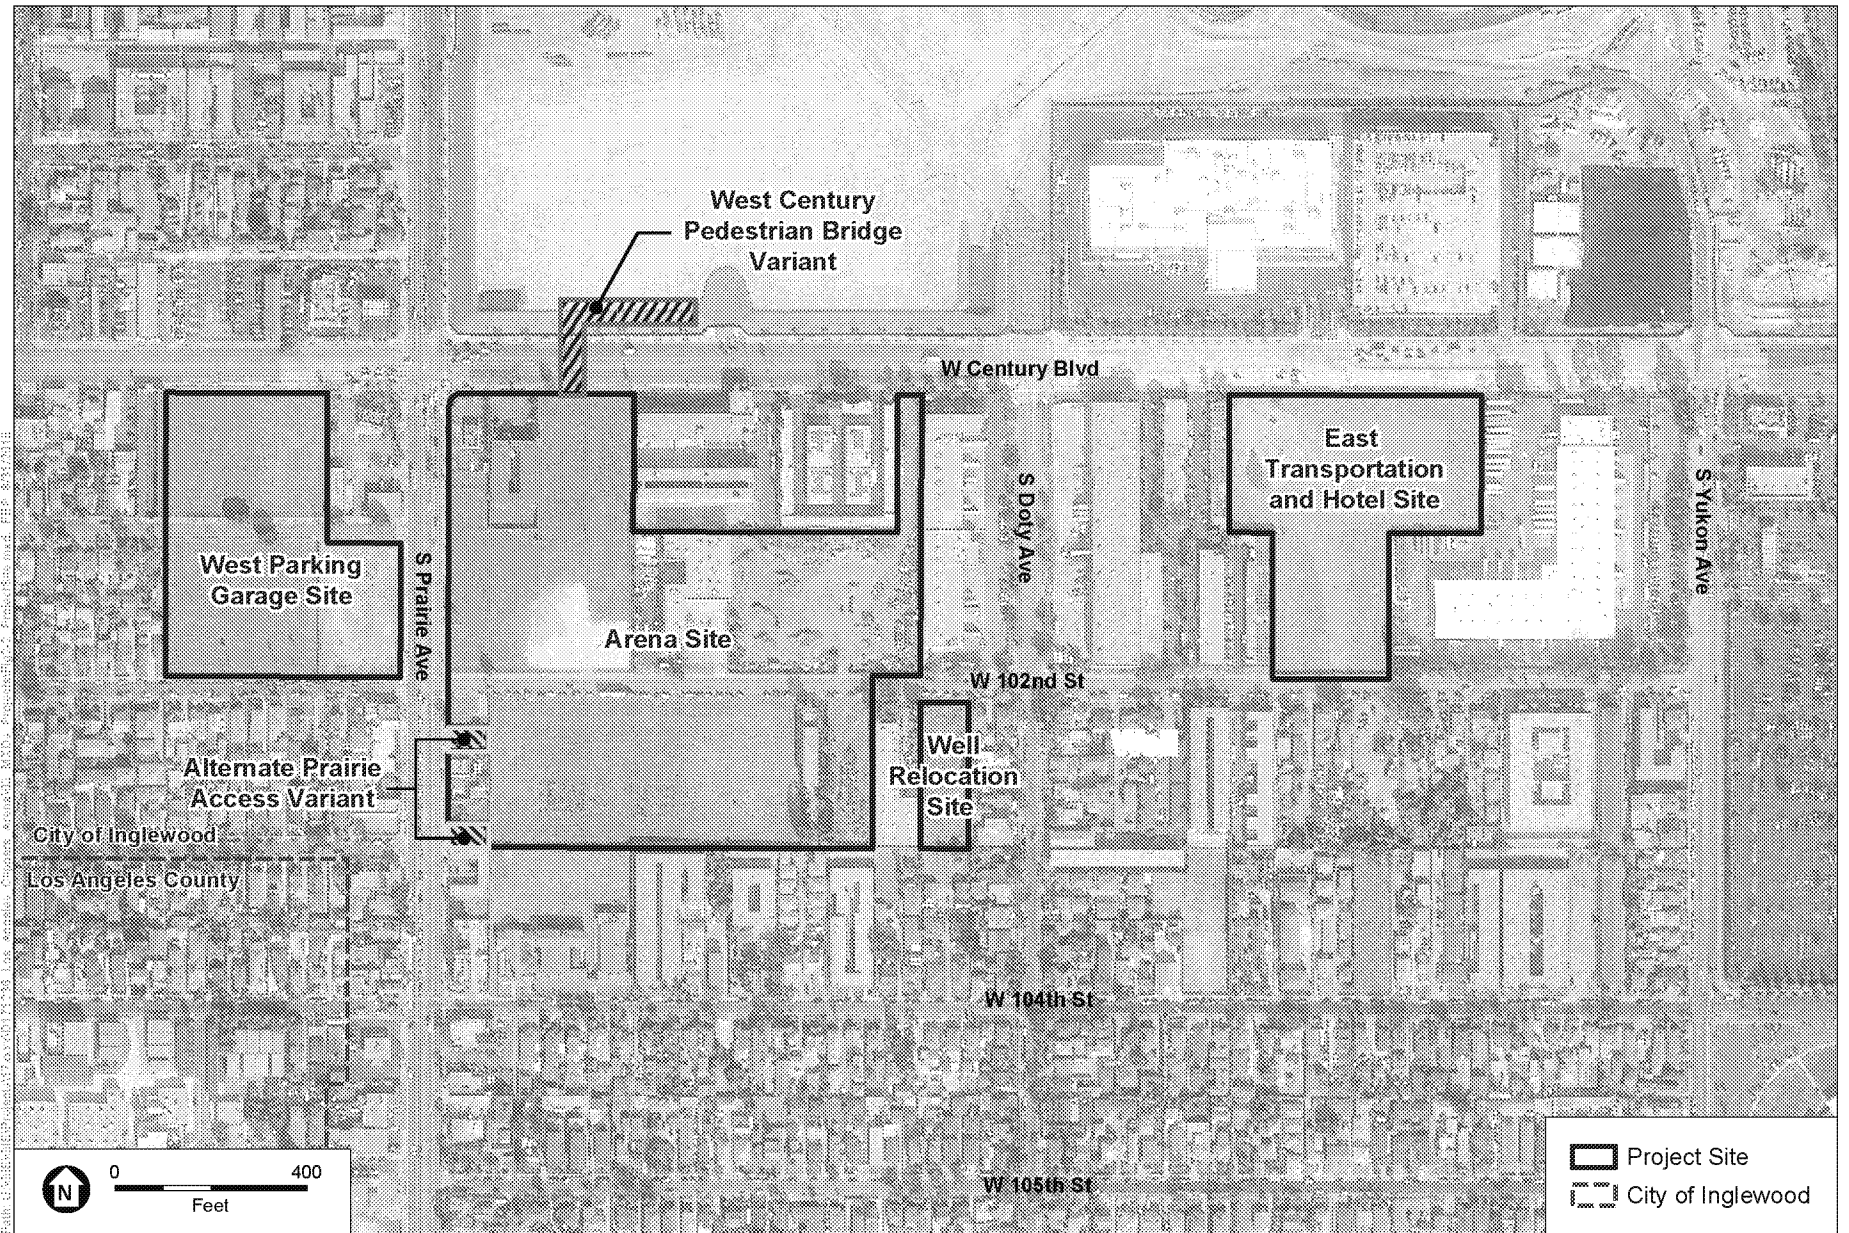 West Century
Pedestrian Bridge
Variant
W Century Blvd
East
Transportation
and Hotel Site
S Doty Ave
S Yukon Ave
West Parking
Garage Site
S Prairie Ave
Arena Site
W 102nd St
Well
Relocation
Site
Alternate Prairie
Access Variant
City of Inglewood
Los Angeles County
W 104th St
W 105th St
N
0 400
Feet
Project Site
City of Inglewood